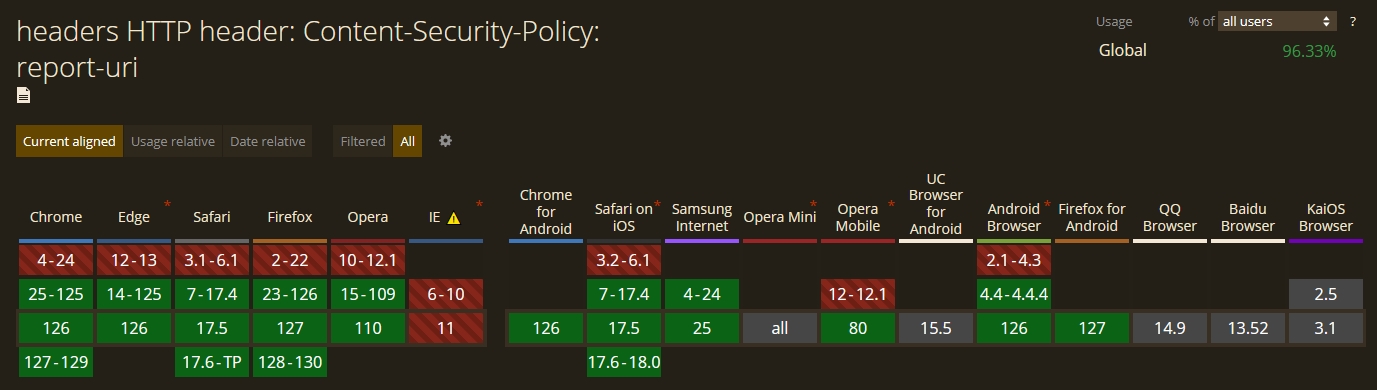 headers HTTP header: Content-Security-Policy:
report-uri
Usage % of all users ?
Global 96.33%
Current aligned Usage relative Date relative Filtered All
Chrome Edge * Safari Firefox Opera IE *
Chrome for Android Safari on iOS * Samsung Internet Opera Mini * Opera Mobile * UC Browser for Android Android Browser * Firefox for Android QQ Browser Baidu Browser KaiOS Browser
4-24 12-13 3.1-6.1 2-22 10-12.1 3.2-6.1 2.1-4.3
25-125 14-125 7-17.4 23-126 15-109 6-10 7-17.4 4-24 12-12.1 4.4-4.4.4 2.5
126 126 17.5 127 110 11 126 17.5 25 all 80 15.5 126 127 14.9 13.52 3.1
127-129 17.6-TP 128-130 17.6-18.0